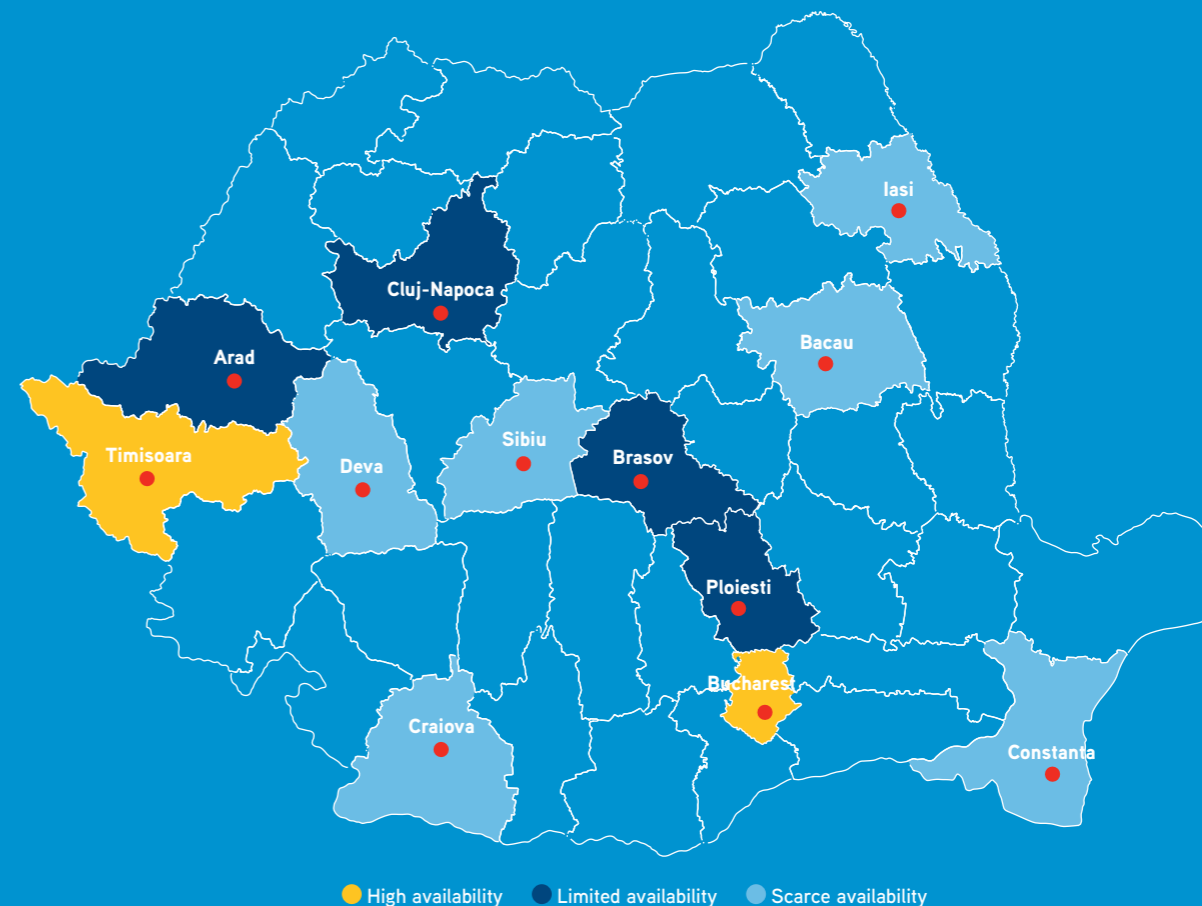 Iasi
Cluj-Napoca
Bacau
Arad
Sibiu
Timisoara
Brasov
Deva
Ploiesti
Bucharest
Craiova
Constanta
High availability
Limited availability
Scarce availability